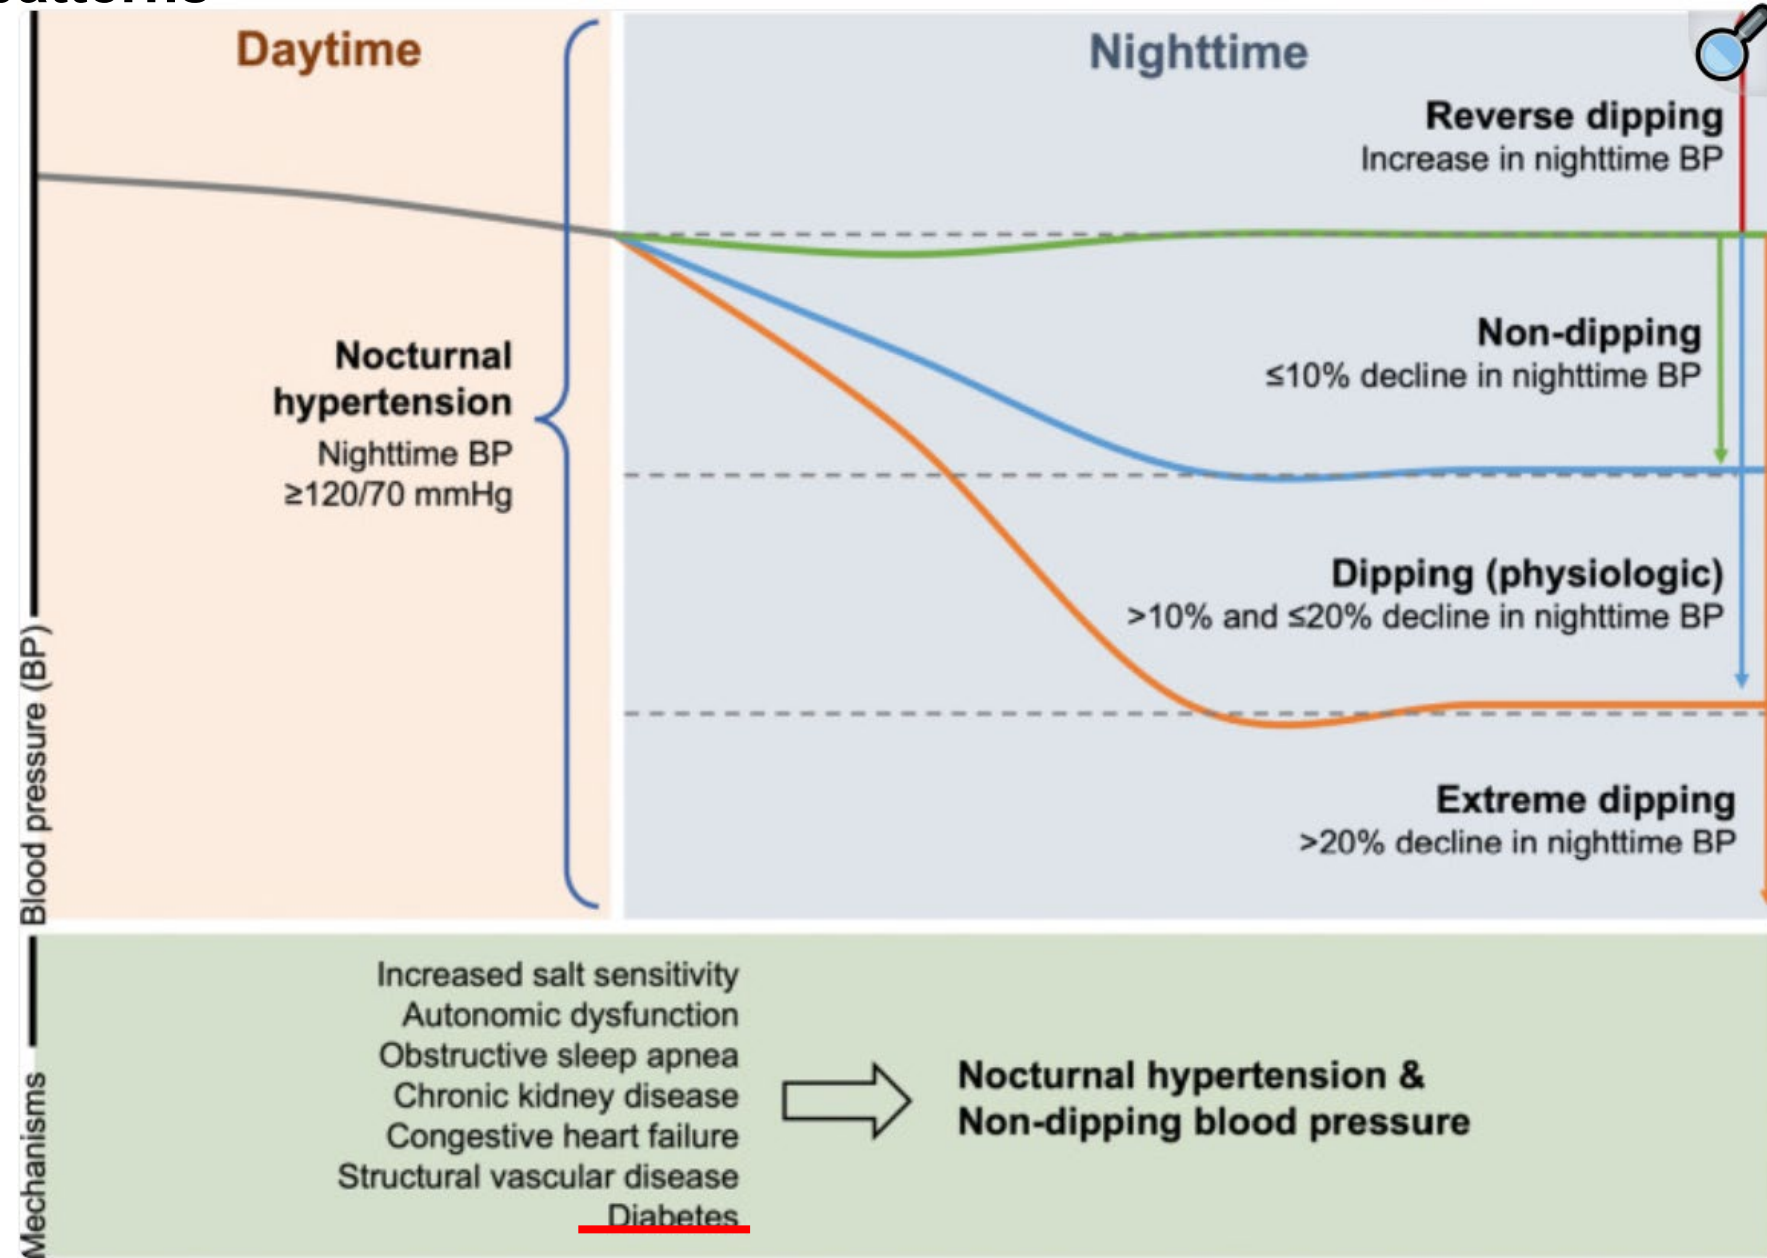 patterns
Daytime
Nighttime
Reverse dipping
Increase in nighttime BP
Nocturnal
hypertension
Nighttime BP
≥120/70 mmHg
Non-dipping
≤10% decline in nighttime BP
Dipping (physiologic)
>10% and ≤20% decline in nighttime BP
Extreme dipping
>20% decline in nighttime BP
Blood pressure (BP)
Increased salt sensitivity
Autonomic dysfunction
Obstructive sleep apnea
Chronic kidney disease
Congestive heart failure
Structural vascular disease
Diabetes
Nocturnal hypertension &
Non-dipping blood pressure
Mechanisms